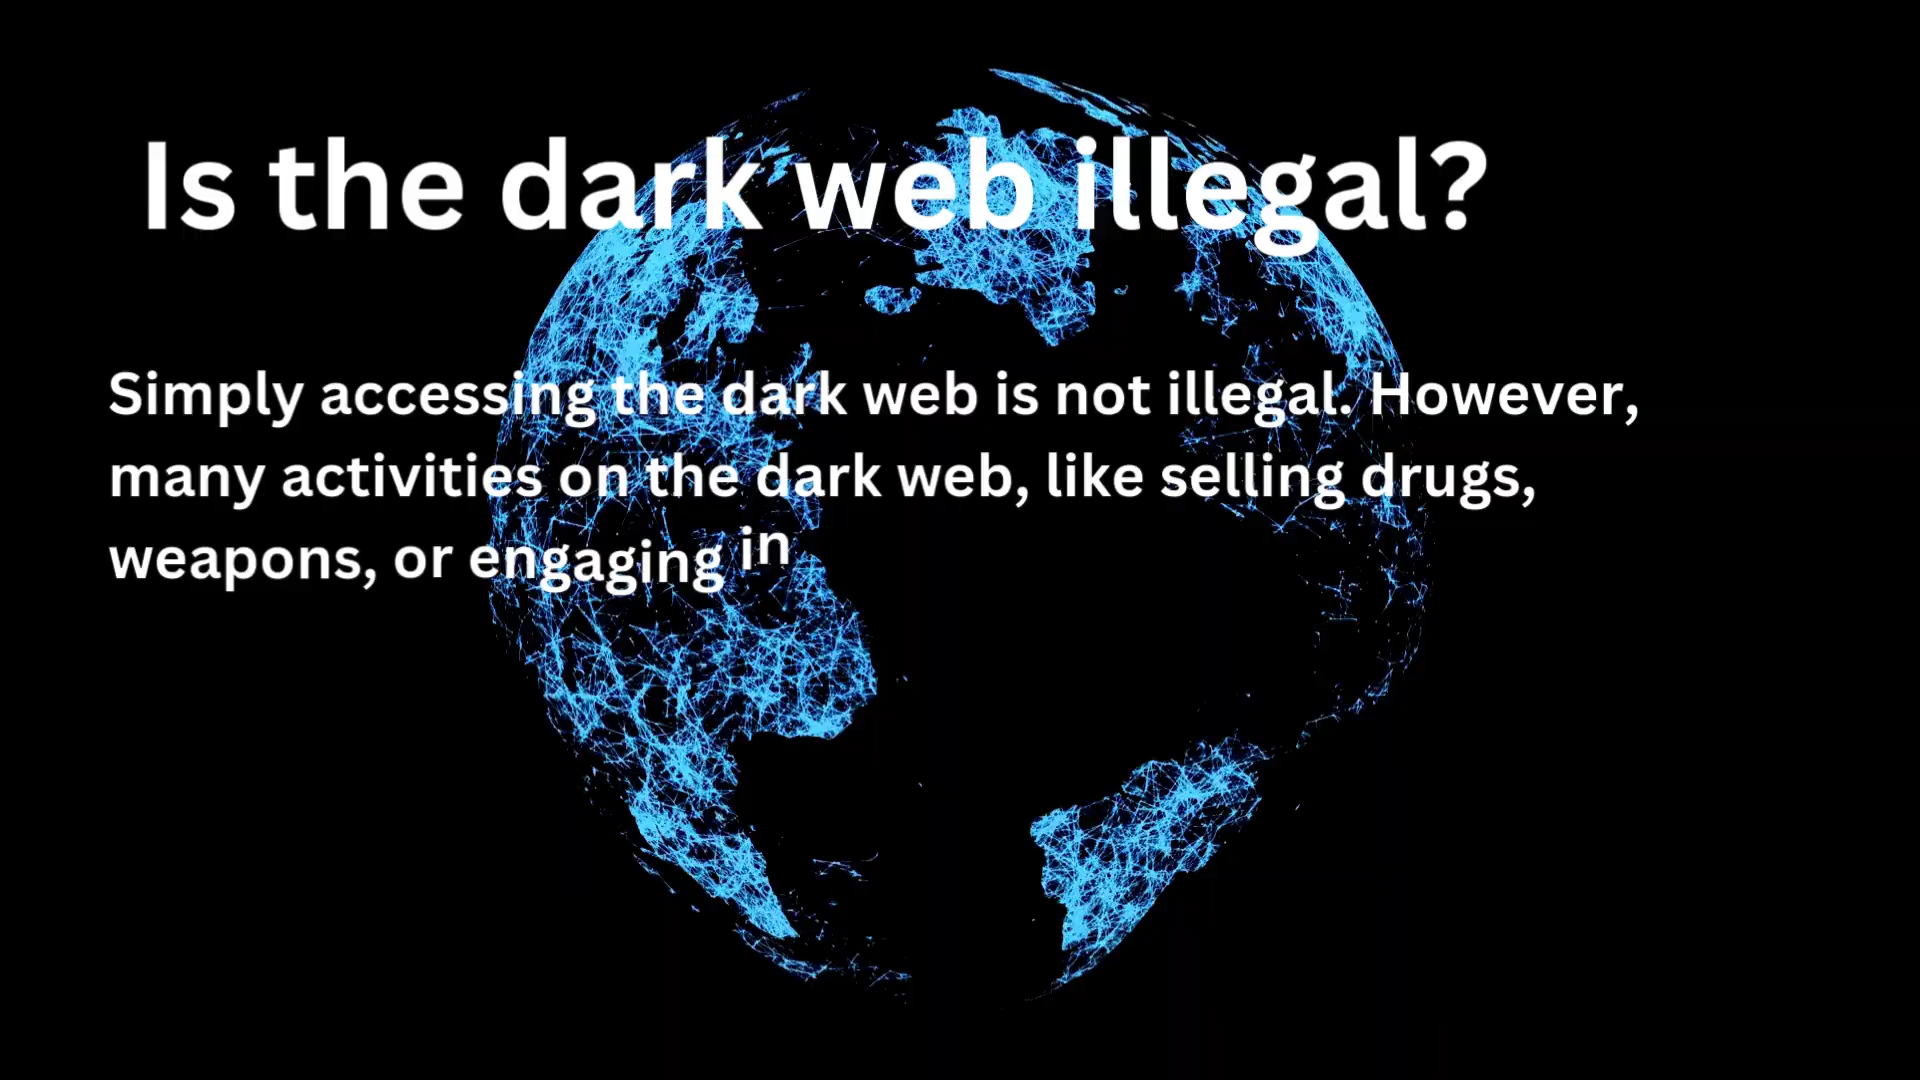 Is the dark web illegal?
Simply accessing the dark web is not illegal. However,
many activities on the dark web, like selling drugs,
weapons, or engaging in